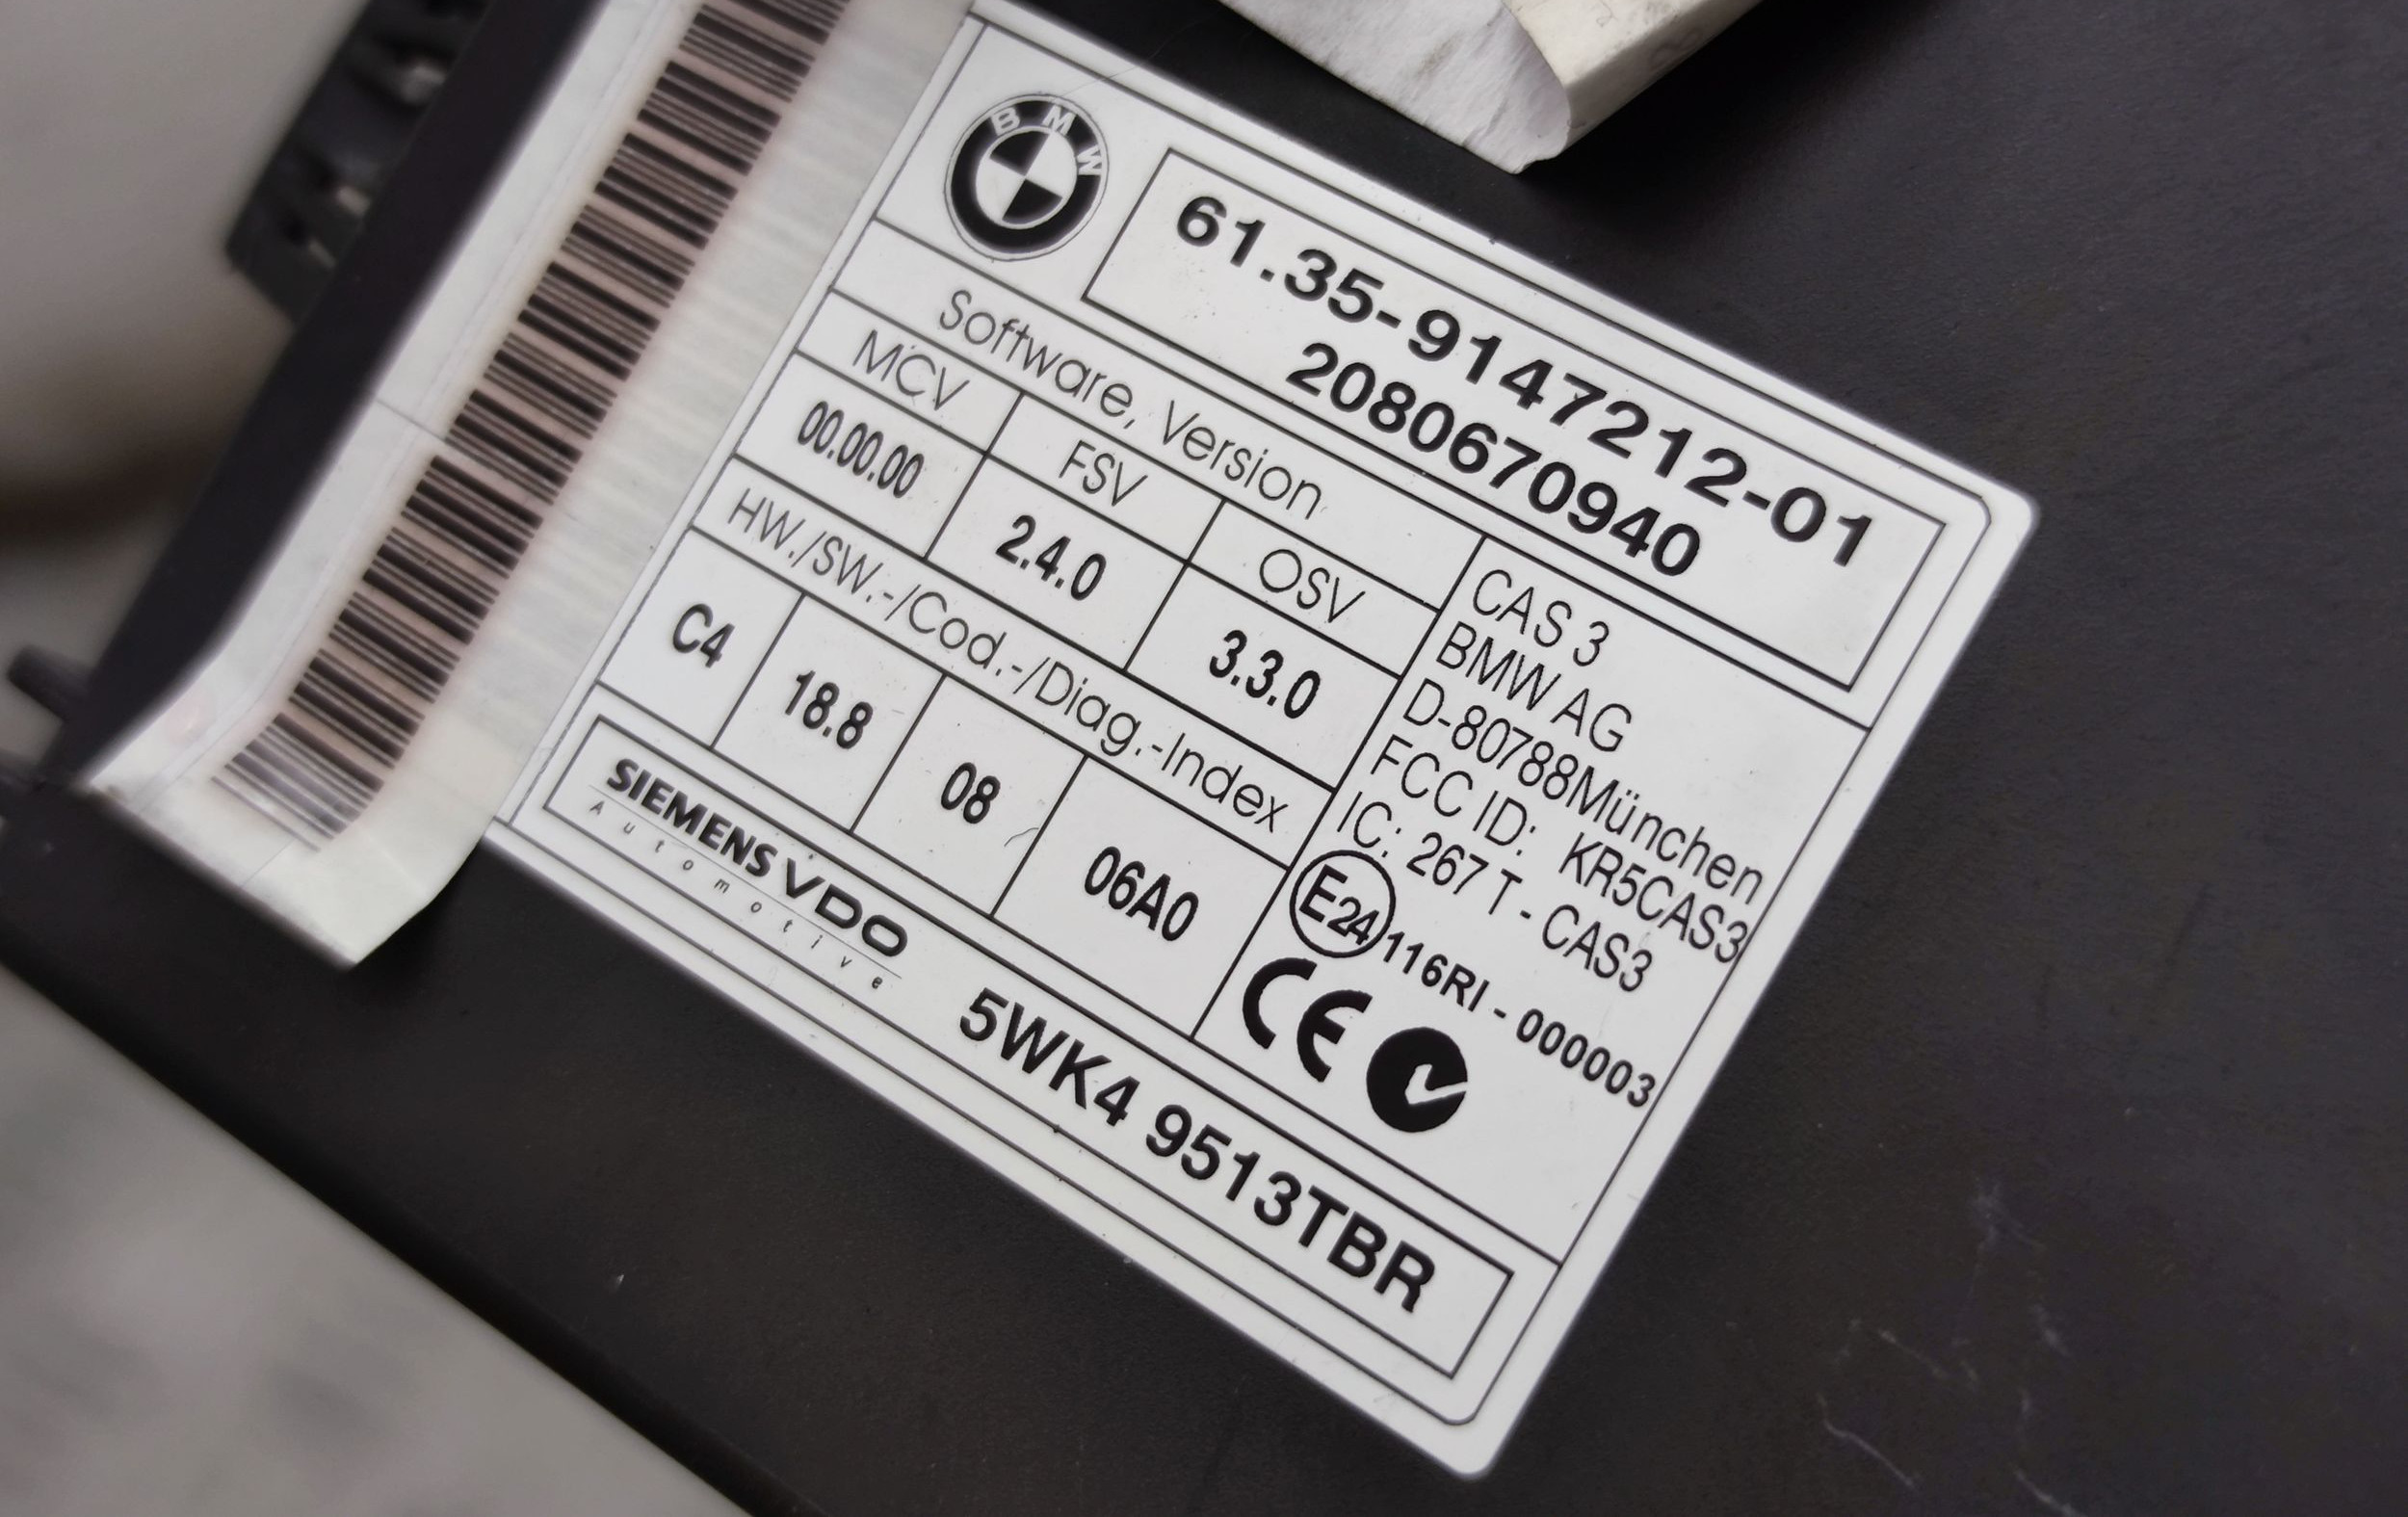 BMW
61.35-9147212-01
2080670940
Software, Version
MCV FSV OSV
00.00.00 2.4.0 3.3.0
HW./SW.-/Cod.-/Diag.-Index
C4 18.8 08 06A0
CAS 3
BMW AG
D-80788München
FCC ID: KR5CAS3
IC: 267 T - CAS3
E24 116RI - 000003
CE
SIEMENS VDO
Automotive
5WK4 9513TBR